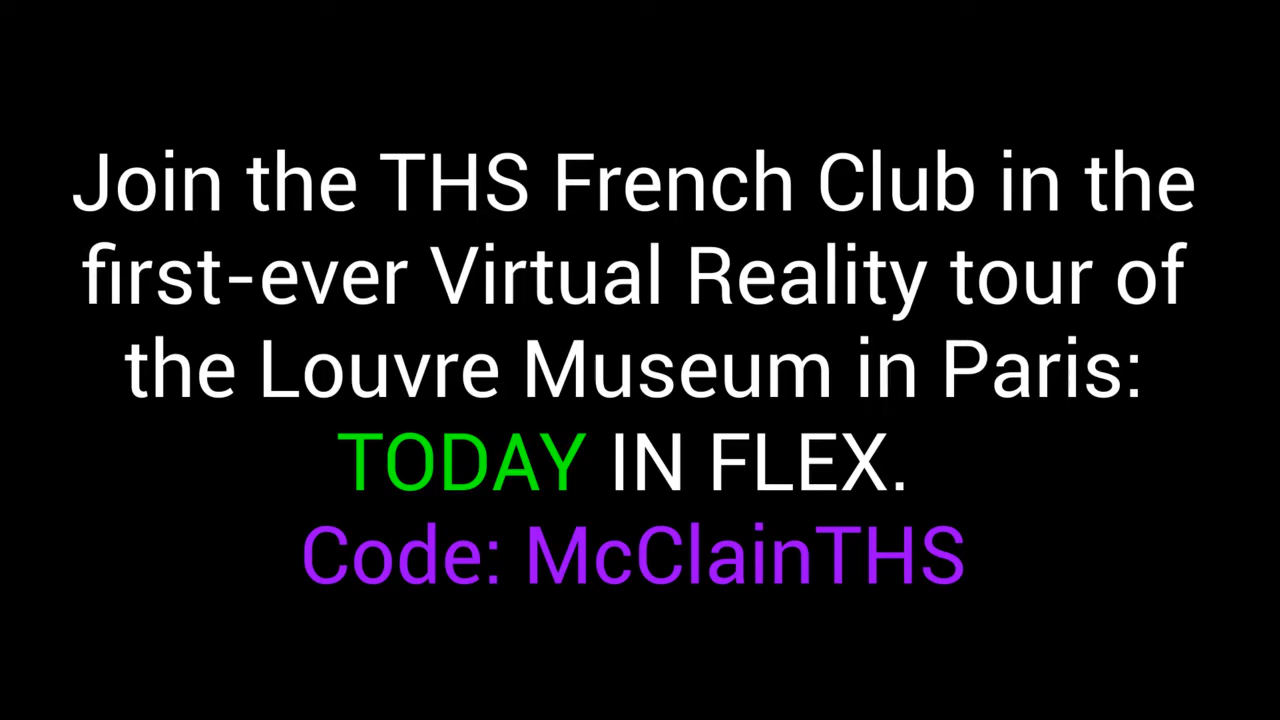 Join the THS French Club in the
first-ever Virtual Reality tour of
the Louvre Museum in Paris:
TODAY IN FLEX.
Code: McClainTHS